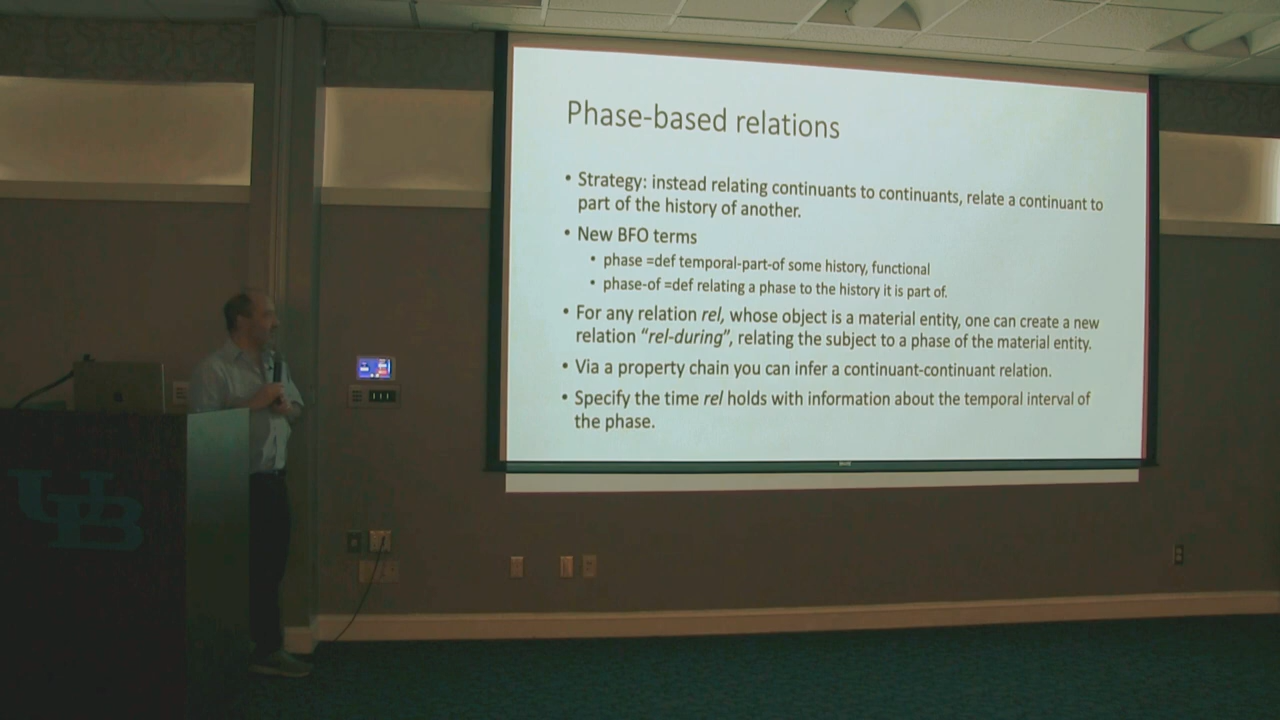 Phase-based relations
• Strategy: instead relating continuants to continuants, relate a continuant to
part of the history of another.
• New BFO terms
• phase =def temporal-part-of some history, functional
• phase-of =def relating a phase to the history it is part of.
• For any relation rel, whose object is a material entity, one can create a new
relation “rel-during”, relating the subject to a phase of the material entity.
• Via a property chain you can infer a continuant-continuant relation.
• Specify the time rel holds with information about the temporal interval of
the phase.
UB